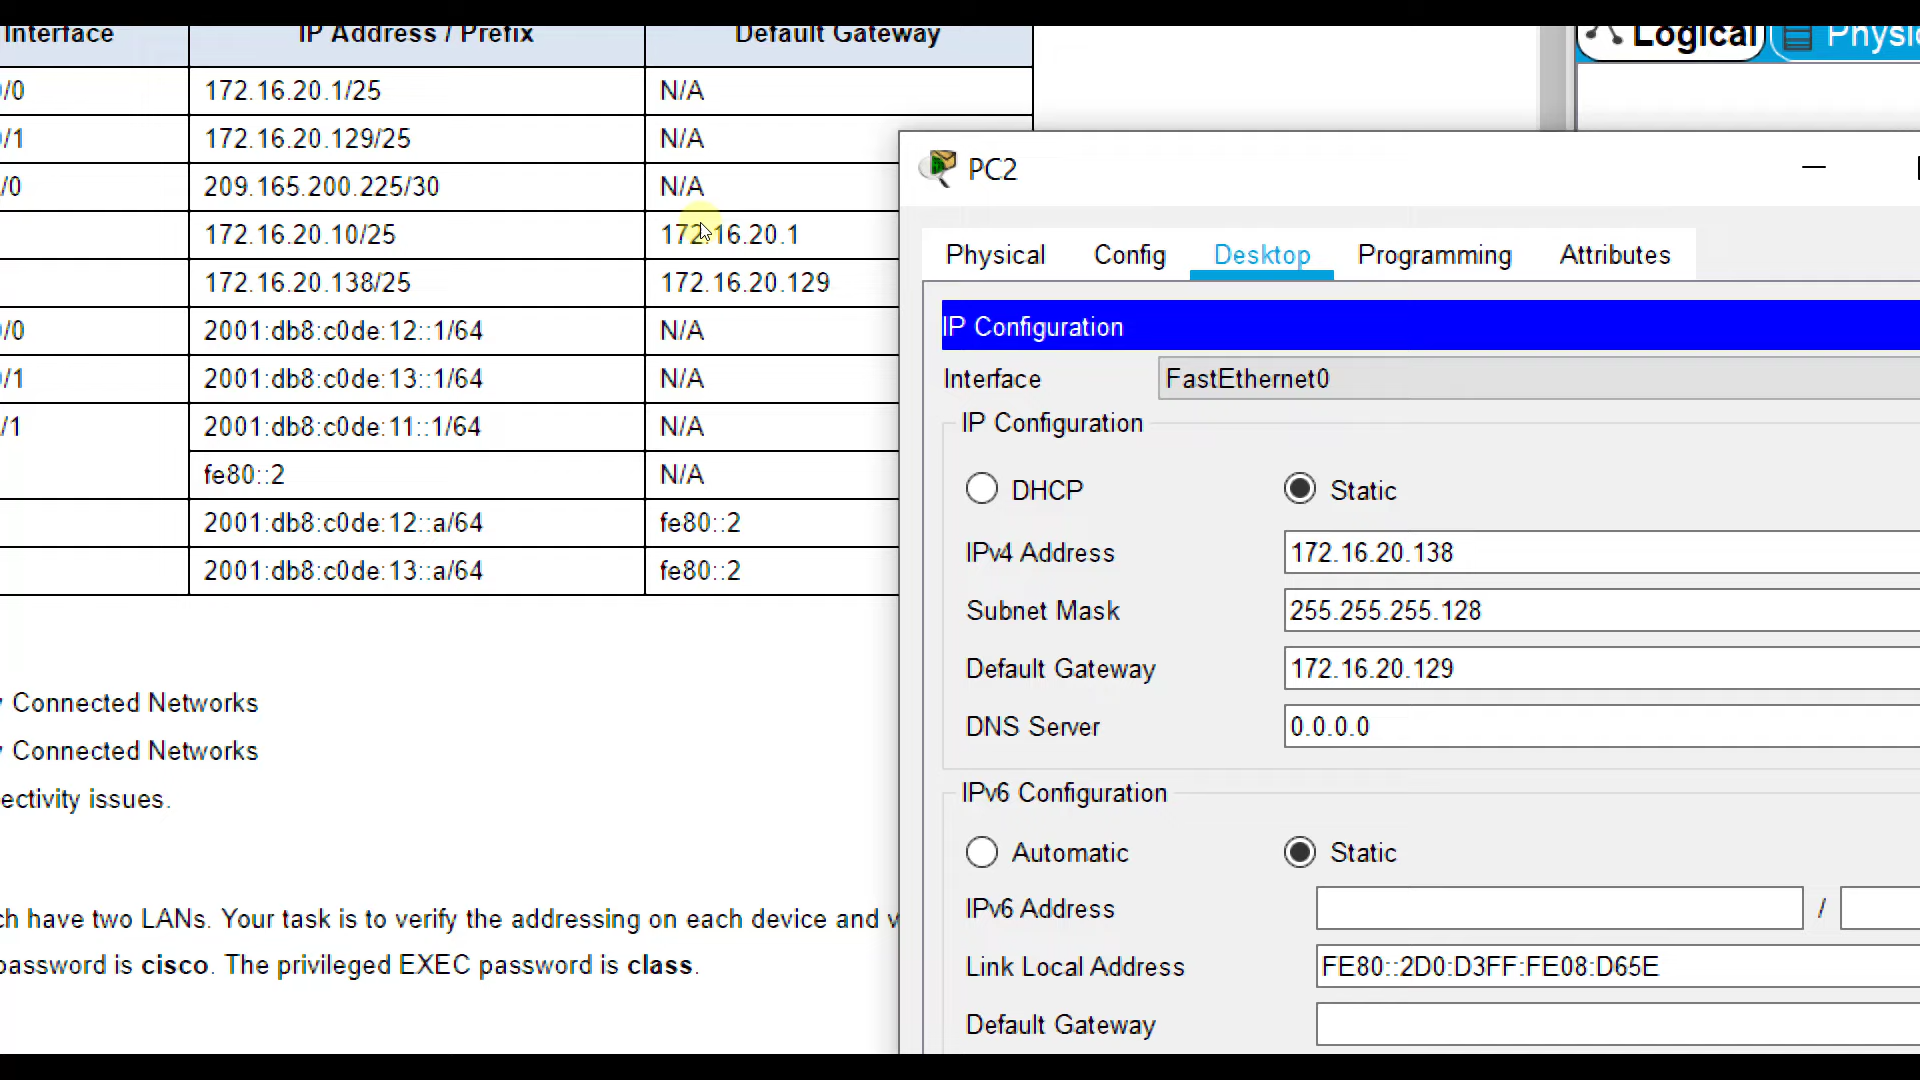 Interface IP Address / Prefix Default Gateway
/0 172.16.20.1/25 N/A
/1 172.16.20.129/25 N/A
/0 209.165.200.225/30 N/A
172.16.20.10/25 172.16.20.1
172.16.20.138/25 172.16.20.129
/0 2001:db8:c0de:12::1/64 N/A
/1 2001:db8:c0de:13::1/64 N/A
/1 2001:db8:c0de:11::1/64 N/A
fe80::2 N/A
2001:db8:c0de:12::a/64 fe80::2
2001:db8:c0de:13::a/64 fe80::2
Connected Networks
Connected Networks
ectivity issues.
ch have two LANs. Your task is to verify the addressing on each device and v
password is cisco. The privileged EXEC password is class.
Logical Physi
PC2
Physical Config Desktop Programming Attributes
IP Configuration
Interface FastEthernet0
IP Configuration
DHCP Static
IPv4 Address 172.16.20.138
Subnet Mask 255.255.255.128
Default Gateway 172.16.20.129
DNS Server 0.0.0.0
IPv6 Configuration
Automatic Static
IPv6 Address /
Link Local Address FE80::2D0:D3FF:FE08:D65E
Default Gateway